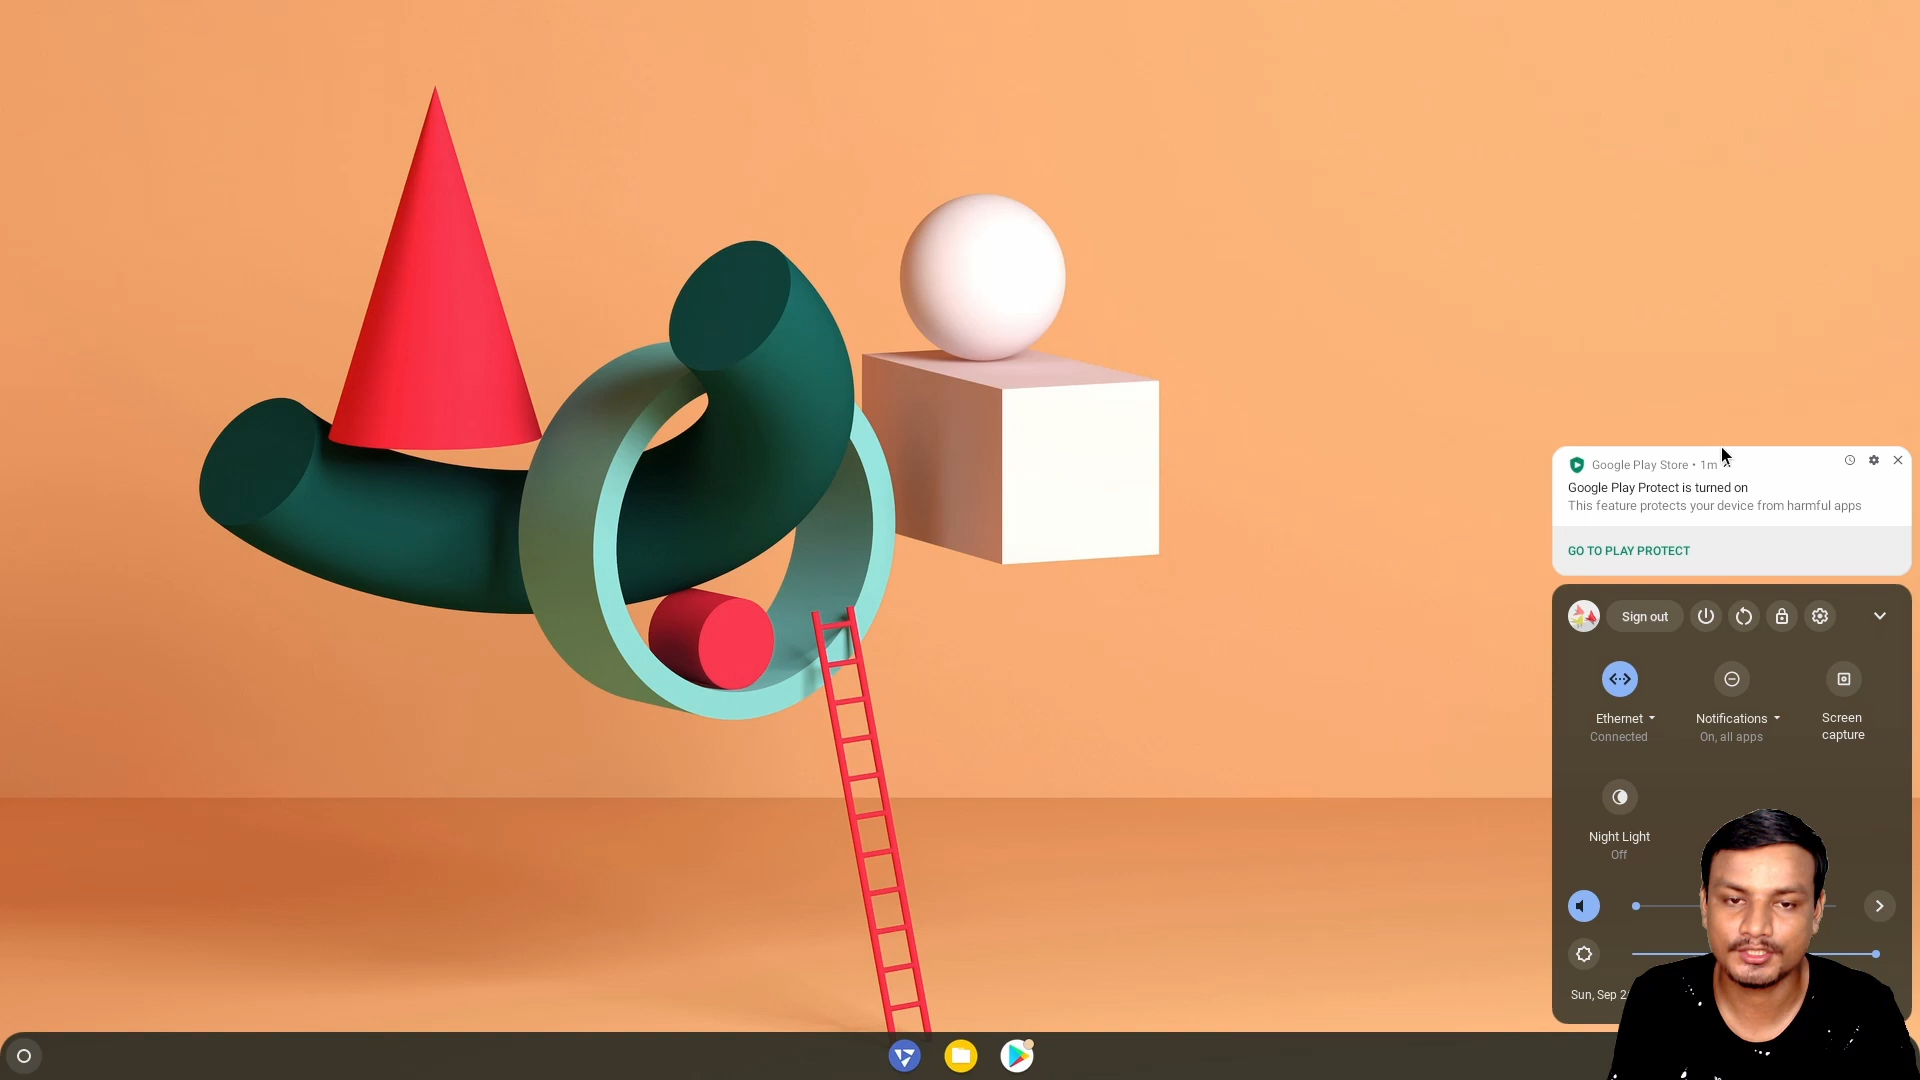 Google Play Store • 1m
Google Play Protect is turned on
This feature protects your device from harmful apps
GO TO PLAY PROTECT
Sign out
Ethernet
Notifications
Screen
capture
Connected
On, all apps
Night Light
Off
Sun, Sep